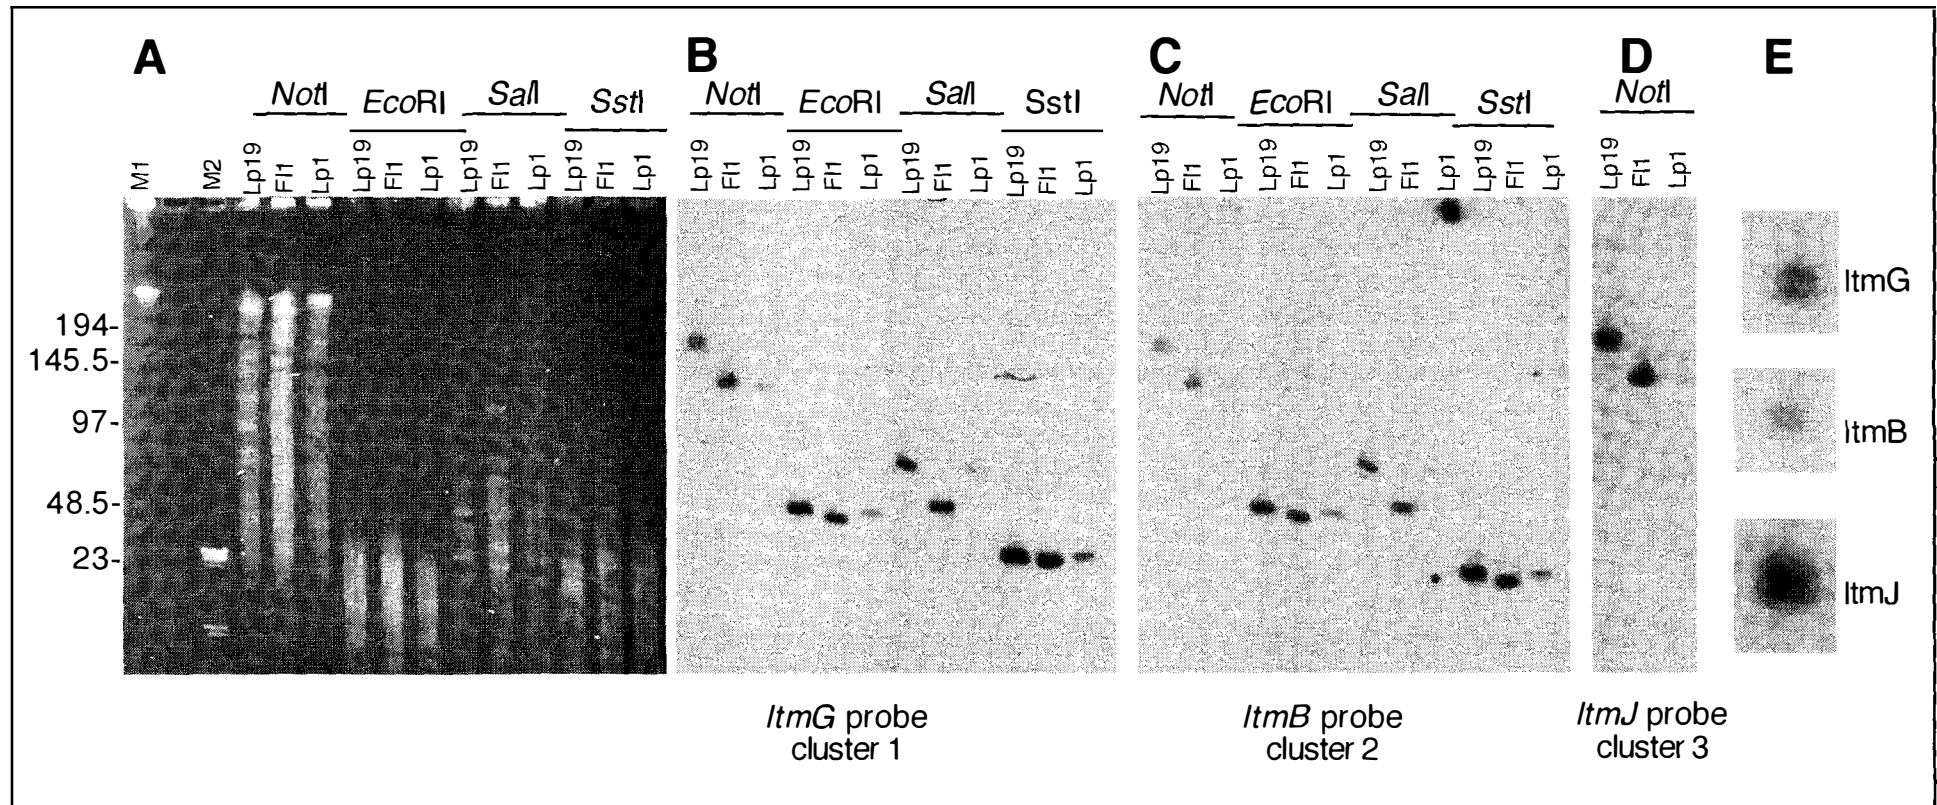 A B C D E
NotI EcoRI SalI SstI NotI EcoRI SalI SstI NotI EcoRI SalI SstI NotI
M1 M2 Lp19 Fl1 Lp1 Lp19 Fl1 Lp1 Lp19 Fl1 Lp1 Lp19 Fl1 Lp1 Lp19 Fl1 Lp1 Lp19 Fl1 Lp1 Lp19 Fl1 Lp1 Lp19 Fl1 Lp1 Lp19 Fl1 Lp1 Lp19 Fl1 Lp1 Lp19 Fl1 Lp1 Lp19 Fl1 Lp1 Lp19 Fl1 Lp1
ltmG
194-
145.5-
97-
ltmB
48.5-
23-
ltmJ
ltmG probe ltmB probe ltmJ probe
cluster 1 cluster 2 cluster 3